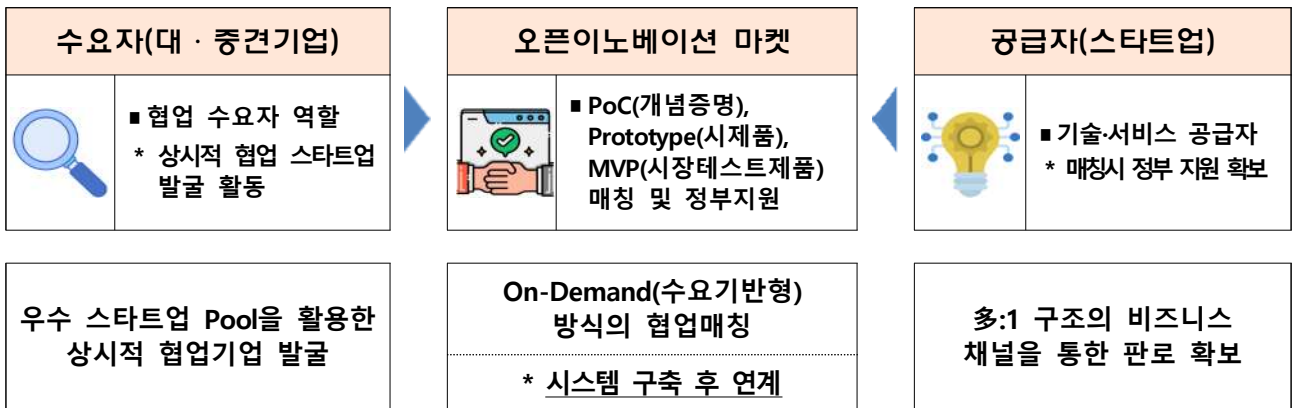 수요자(대‧중견기업)
■ 협업 수요자 역할
* 상시적 협업 스타트업
발굴 활동
오픈이노베이션 마켓
■ PoC(개념증명),
Prototype(시제품),
MVP(시장테스트제품)
매칭 및 정부지원
공급자(스타트업)
■ 기술·서비스 공급자
* 매칭시 정부 지원 확보
우수 스타트업 Pool을 활용한
상시적 협업기업 발굴
On-Demand(수요기반형)
방식의 협업매칭
* 시스템 구축 후 연계
多:1 구조의 비즈니스
채널을 통한 판로 확보